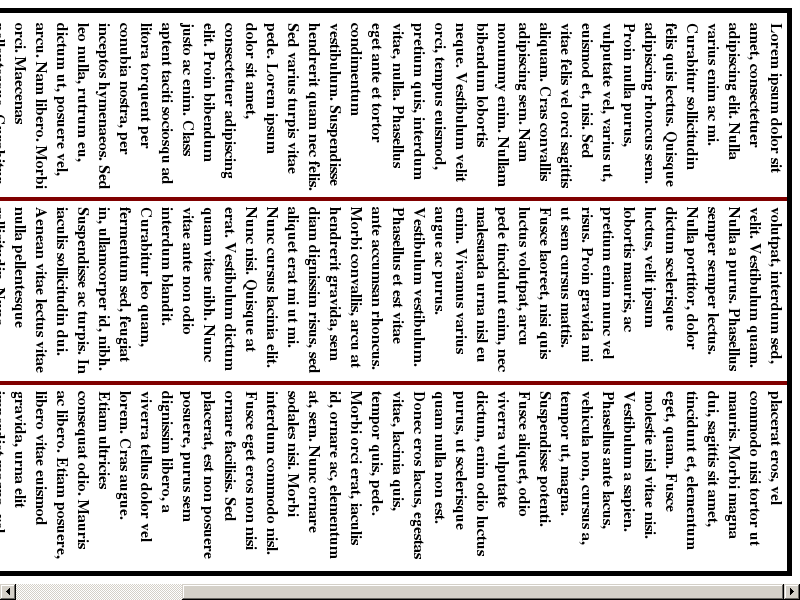 Lorem ipsum dolor sit
amet, consectetuer
adipiscing elit. Nulla
varius enim ac mi.
Curabitur sollicitudin
felis quis lectus. Quisque
adipiscing rhoncus sem.
Proin nulla purus,
vulputate vel, varius ut,
euismod et, nisi. Sed
vitae felis vel orci sagittis
aliquam. Cras convallis
adipiscing sem. Nam
nonummy enim. Nullam
bibendum lobortis
neque. Vestibulum velit
orci, tempus euismod,
pretium quis, interdum
vitae, nulla. Phasellus
eget ante et tortor
condimentum
vestibulum. Suspendisse
hendrerit quam nec felis.
Sed varius turpis vitae
pede. Lorem ipsum
dolor sit amet,
consectetuer adipiscing
elit. Proin bibendum
justo ac enim. Class
aptent taciti sociosqu ad
litora torquent per
conubia nostra, per
inceptos hymenaeos. Sed
leo nulla, rutrum eu,
dictum ut, posuere vel,
arcu. Nam libero. Morbi
orci. Maecenas
volutpat, interdum sed,
velit. Vestibulum quam.
Nulla a purus. Phasellus
semper semper lectus.
Nulla porttitor, dolor
dictum scelerisque
luctus, velit ipsum
lobortis mauris, ac
pretium enim nunc vel
risus. Proin gravida mi
ut sem cursus mattis.
Fusce laoreet, nisi quis
luctus volutpat, arcu
pede tincidunt enim, nec
malesuada urna nisl eu
enim. Vivamus varius
augue ac purus.
Vestibulum vestibulum.
Phasellus et est vitae
ante accumsan rhoncus.
Morbi convallis, arcu at
hendrerit gravida, sem
diam dignissim risus, sed
aliquet erat mi ut mi.
Nunc cursus lacinia elit.
Nunc nisi. Quisque at
erat. Vestibulum dictum
quam vitae nibh. Nunc
vitae ante non odio
interdum blandit.
Curabitur leo quam,
fermentum sed, feugiat
in, ullamcorper id, nibh.
Suspendisse ac turpis. In
iaculis sollicitudin dui.
Aenean vitae lectus vitae
nulla pellentesque
placerat eros, vel
commodo nisi tortor ut
mauris. Morbi magna
dui, sagittis sit amet,
tincidunt et, elementum
eget, quam. Fusce
molestie nisl vitae nisi.
Vestibulum a sapien.
Phasellus ante lacus,
vehicula non, cursus a,
tempor ut, magna.
Suspendisse potenti.
Fusce aliquet, odio
viverra vulputate
dictum, enim odio luctus
purus, ut scelerisque
quam nulla non est.
Donec eros lacus, egestas
vitae, lacinia quis,
tempor quis, pede.
Morbi orci erat, iaculis
id, ornare ac, elementum
at, sem. Nunc ornare
sodales nisi. Morbi
interdum commodo nisl.
Fusce eget eros non nisi
ornare facilisis. Sed
placerat, est non posuere
posuere, purus sem
dignissim libero, a
viverra tellus dolor vel
lorem. Cras augue.
Etiam ultricies
consequat odio. Mauris
ac libero. Etiam posuere,
libero vitae euismod
gravida, urna elit